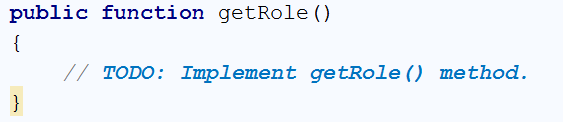 public function getRole()
{
// TODO: Implement getRole() method.
}